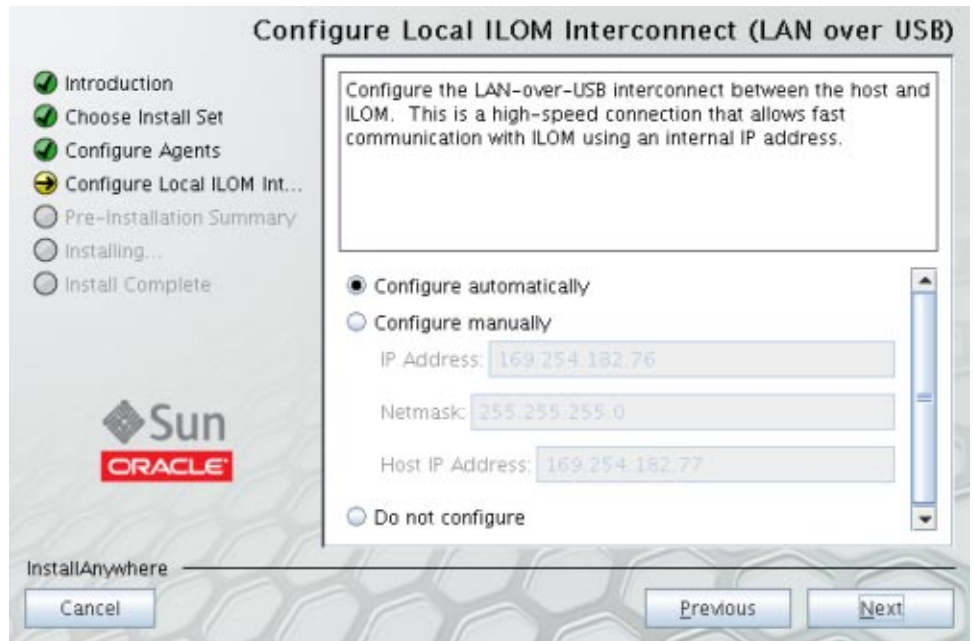 Configure Local ILOM Interconnect (LAN over USB)
Introduction
Choose Install Set
Configure Agents
Configure Local ILOM Int...
Pre-Installation Summary
Installing...
Install Complete
Sun
ORACLE
Configure the LAN-over-USB interconnect between the host and
ILOM. This is a high-speed connection that allows fast
communication with ILOM using an internal IP address.
Configure automatically
Configure manually
IP Address: 169.254.182.76
Netmask: 255.255.255.0
Host IP Address: 169.254.182.77
Do not configure
InstallAnywhere
Cancel
Previous
Next